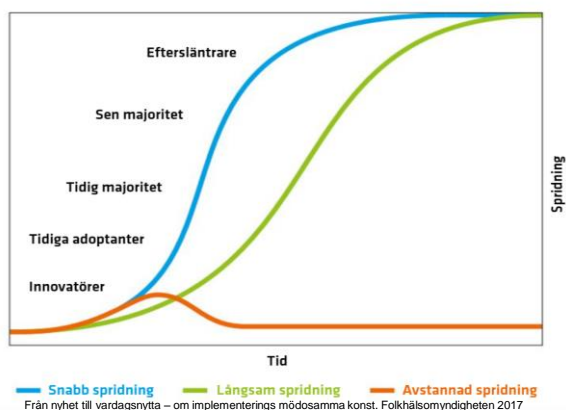 Eftersläntrare
Sen majoritet
Tidig majoritet
Tidiga adoptanter
Innovatörer
Spridning
Tid
Snabb spridning Långsam spridning Avstannad spridning
Från nyhet till vardagsnytta – om implementerings mödosamma konst. Folkhälsomyndigheten 2017